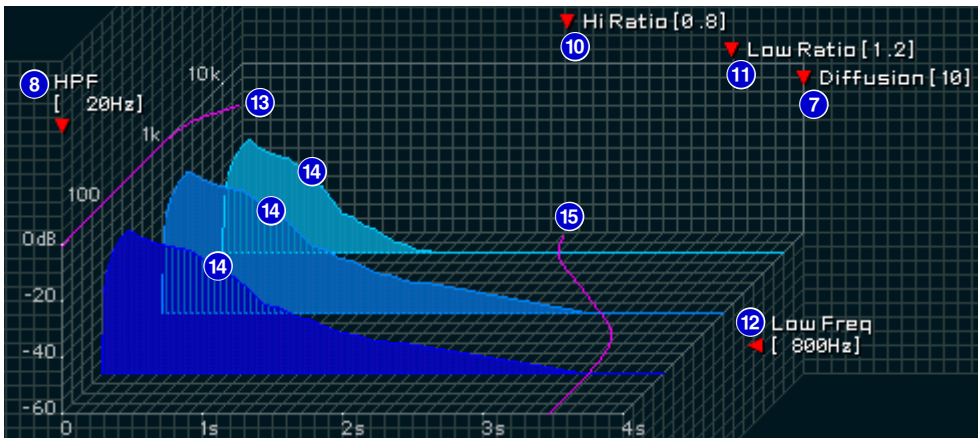 Hi Ratio [0.8]
10
Low Ratio [1.2]
11
Diffusion [10]
7
8 HPF
[ 20Hz]
10k
13
1k
14
100
14
15
0dB
14
-20
12 Low Freq
[ 800Hz]
-40
-60
0 1s 2s 3s 4s